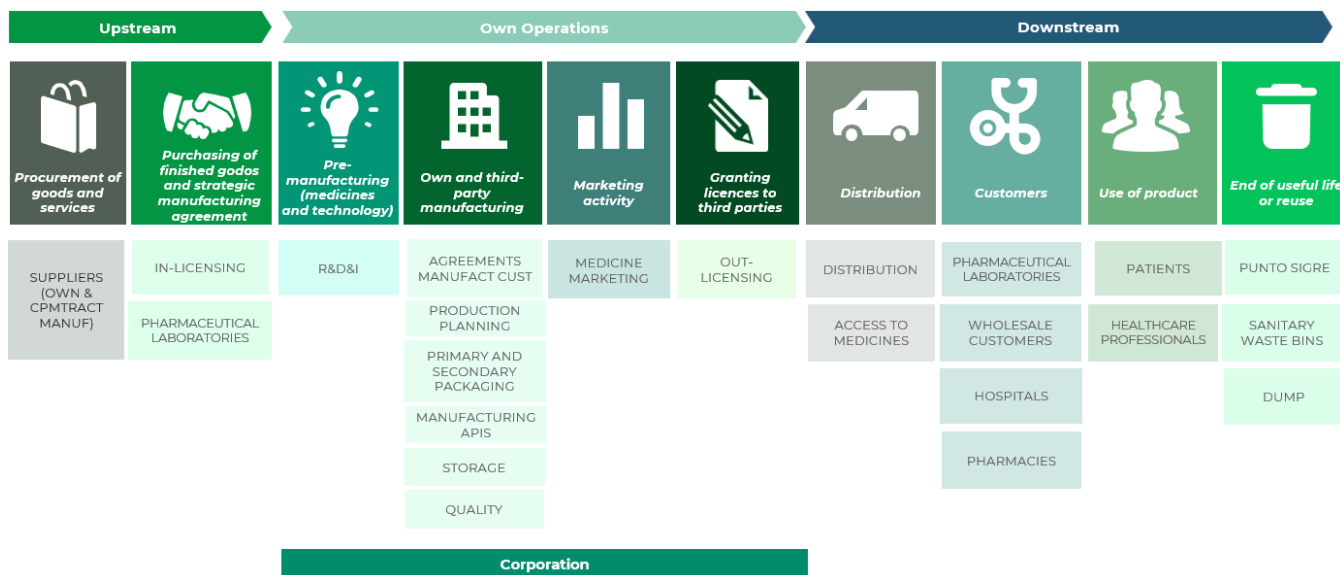 Upstream
Own Operations
Downstream
Procurement of
goods and
services
Purchasing of
finished godos
and strategic
manufacturing
agreement
Pre-
manufacturing
(medicines
and technology)
Own and third-
party
manufacturing
Marketing
activity
Granting
licences to
third parties
Distribution
Customers
Use of product
End of useful life
or reuse
SUPPLIERS
(OWN &
CPMTRACT
MANUF)
IN-LICENSING
PHARMACEUTICAL
LABORATORIES
R&D&I
AGREEMENTS
MANUFACT CUST
PRODUCTION
PLANNING
PRIMARY AND
SECONDARY
PACKAGING
MANUFACTURING
APIS
STORAGE
QUALITY
MEDICINE
MARKETING
OUT-
LICENSING
DISTRIBUTION
ACCESS TO
MEDICINES
PHARMACEUTICAL
LABORATORIES
WHOLESALE
CUSTOMERS
HOSPITALS
PHARMACIES
PATIENTS
HEALTHCARE
PROFESSIONALS
PUNTO SIGRE
SANITARY
WASTE BINS
DUMP
Corporation